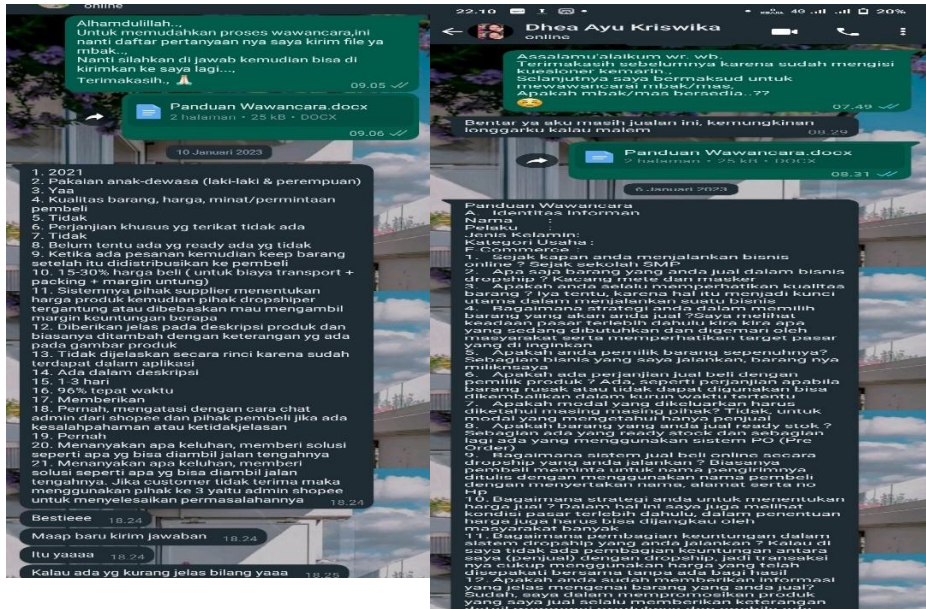 online
Alhamdulillah..,
Untuk memudahkan proses wawancara,ini
nanti daftar pertanyaan nya saya kirim file ya
mbak..,
Nanti silahkan di jawab kemudian bisa di
kirimkan ke saya lagi...,
Terimakasih., 🙏
09.05
Panduan Wawancara.docx
2 halaman • 25 kB • DOCX
09.06
10 Januari 2023
1. 2021
2. Pakaian anak-dewasa (laki-laki & perempuan)
3. Yaa
4. Kualitas barang, harga, minat/permintaan
pembeli
5. Tidak
6. Perjanjian khusus yg terikat tidak ada
7. Tidak
8. Belum tentu ada yg ready ada yg tidak
9. Ketika ada pesanan kemudian keep barang
setelah itu didistribusikan ke pembeli
10. 15-30% harga beli ( untuk biaya transport +
packing + margin untung)
11. Sistemnya pihak supplier menentukan
harga produk kemudian pihak dropshiper
tergantung atau dibebaskan mau mengambil
margin keuntungan berapa
12. Diberikan jelas pada deskripsi produk dan
biasanya ditambah dengan keterangan yg ada
pada gambar produk
13. Tidak dijelaskan secara rinci karena sudah
terdapat dalam aplikasi
14. Ada dalam deskripsi
15. 1-3 hari
16. 96% tepat waktu
17. Memberikan
18. Pernah, mengatasi dengan cara chat
admin dari shopee dan pihak pembeli jika ada
kesalahpahaman atau ketidakjelasan
19. Pernah
20. Menanyakan apa keluhan, memberi solusi
seperti apa yg bisa diambil jalan tengahnya
21. Menanyakan apa keluhan, memberi
solusi seperti apa yg bisa diambil jalan
tengahnya. Jika customer tidak terima maka
menggunakan pihak ke 3 yaitu admin shopee
untuk menyelesaikan permasalahannya
18.24
Bestieee 18.24
Maap baru kirim jawaban 18.24
Itu yaaaa 18.24
Kalau ada yg kurang jelas bilang yaaa 18.25
22.10 4G 20%
Dhea Ayu Kriswika
online
Assalamu'alaikum wr. wb.
Terimakasih sebelumnya karena sudah mengisi
kuesioner kemarin.,
Selanjutnya saya bermaksud untuk
mewawancarai mbak/mas,
Apakah mbak/mas bersedia..??
07.49
Bentar ya aku masih jualan ini, kemungkinan
longgarku kalau malem 08.29
Panduan Wawancara.docx
2 halaman • 25 kB • DOCX
08.31
6 Januari 2023
Panduan Wawancara
A. Identitas Informan
Nama :
Pelaku :
Jenis Kelamin:
Kategori Usaha :
E Commerce :
1. Sejak kapan anda menjalankan bisnis
online ? Sejak sekolah SMP
2. Apa saja barang yang anda jual dalam bisnis
dropship ? Kacang mete dan masker
3. Apakah anda selalu memperhatikan kualitas
barang ? Iya tentu, karena hal itu menjadi kunci
utama dalam menjalankan suatu bisnis
4. Bagaimana strategi anda dalam memilih
barang yang akan anda jual ?Saya melihat
keadaan pasar terlebih dahulu kira kira apa
yang sedang dibutuhkan dan digemari oleh
masyarakat serta memperhatikan target pasar
yang di inginkan
5. Apakah anda pemilik barang sepenuhnya?
Sebagian bisnis yang saya jalankan, barang nya
miliknsaya
6. Apakah ada perjanjian jual beli dengan
pemilik produk ? Ada, seperti perjanjian apabila
barang rusak atau tidak dapat digunakan bisa
dikembalikan dalam kurun waktu tertentu
7. Apakah modal yang dikeluarkan harus
diketahui masing masing pihak? Tidak, untuk
modal yang mengetahui hanya penjual
8. Apakah barang yang anda jual ready stok ?
Sebagian ada yang ready stock dan sebagian
lagi ada yang menggunakan sistem PO (Pre
Order)
9. Bagaimana sistem jual beli online secara
dropship yang anda jalankan ? Biasanya
pembeli meminta untuk nama pengirimnya
ditulis dengan menggunakan nama pembeli
dengan menyertakan nama, alamat serta no
Hp
10. Bagaimana strategi anda untuk menentukan
harga jual ? Dalam hal ini saya juga melihat
kondisi pasar terlebih dahulu, dalam penentuan
harga juga harus bisa dijangkau oleh
masyarakat banyak
11. Bagaimana pembagian keuntungan dalam
sistem dropship yang anda jalankan ? Kalau di
saya tidak ada pembagian keuntungan antara
saya (penjual) dengan dropship, jadi transaksi
nya cukup menggunakan harga yang telah
disepakati bersama tanpa ada bagi hasil
12. Apakah anda sudah memberikan informasi
yang jelas mengenai barang yang anda jual?
Sudah, saya dalam mempromosikan produk
yang saya jual selalu memberikan keterangan